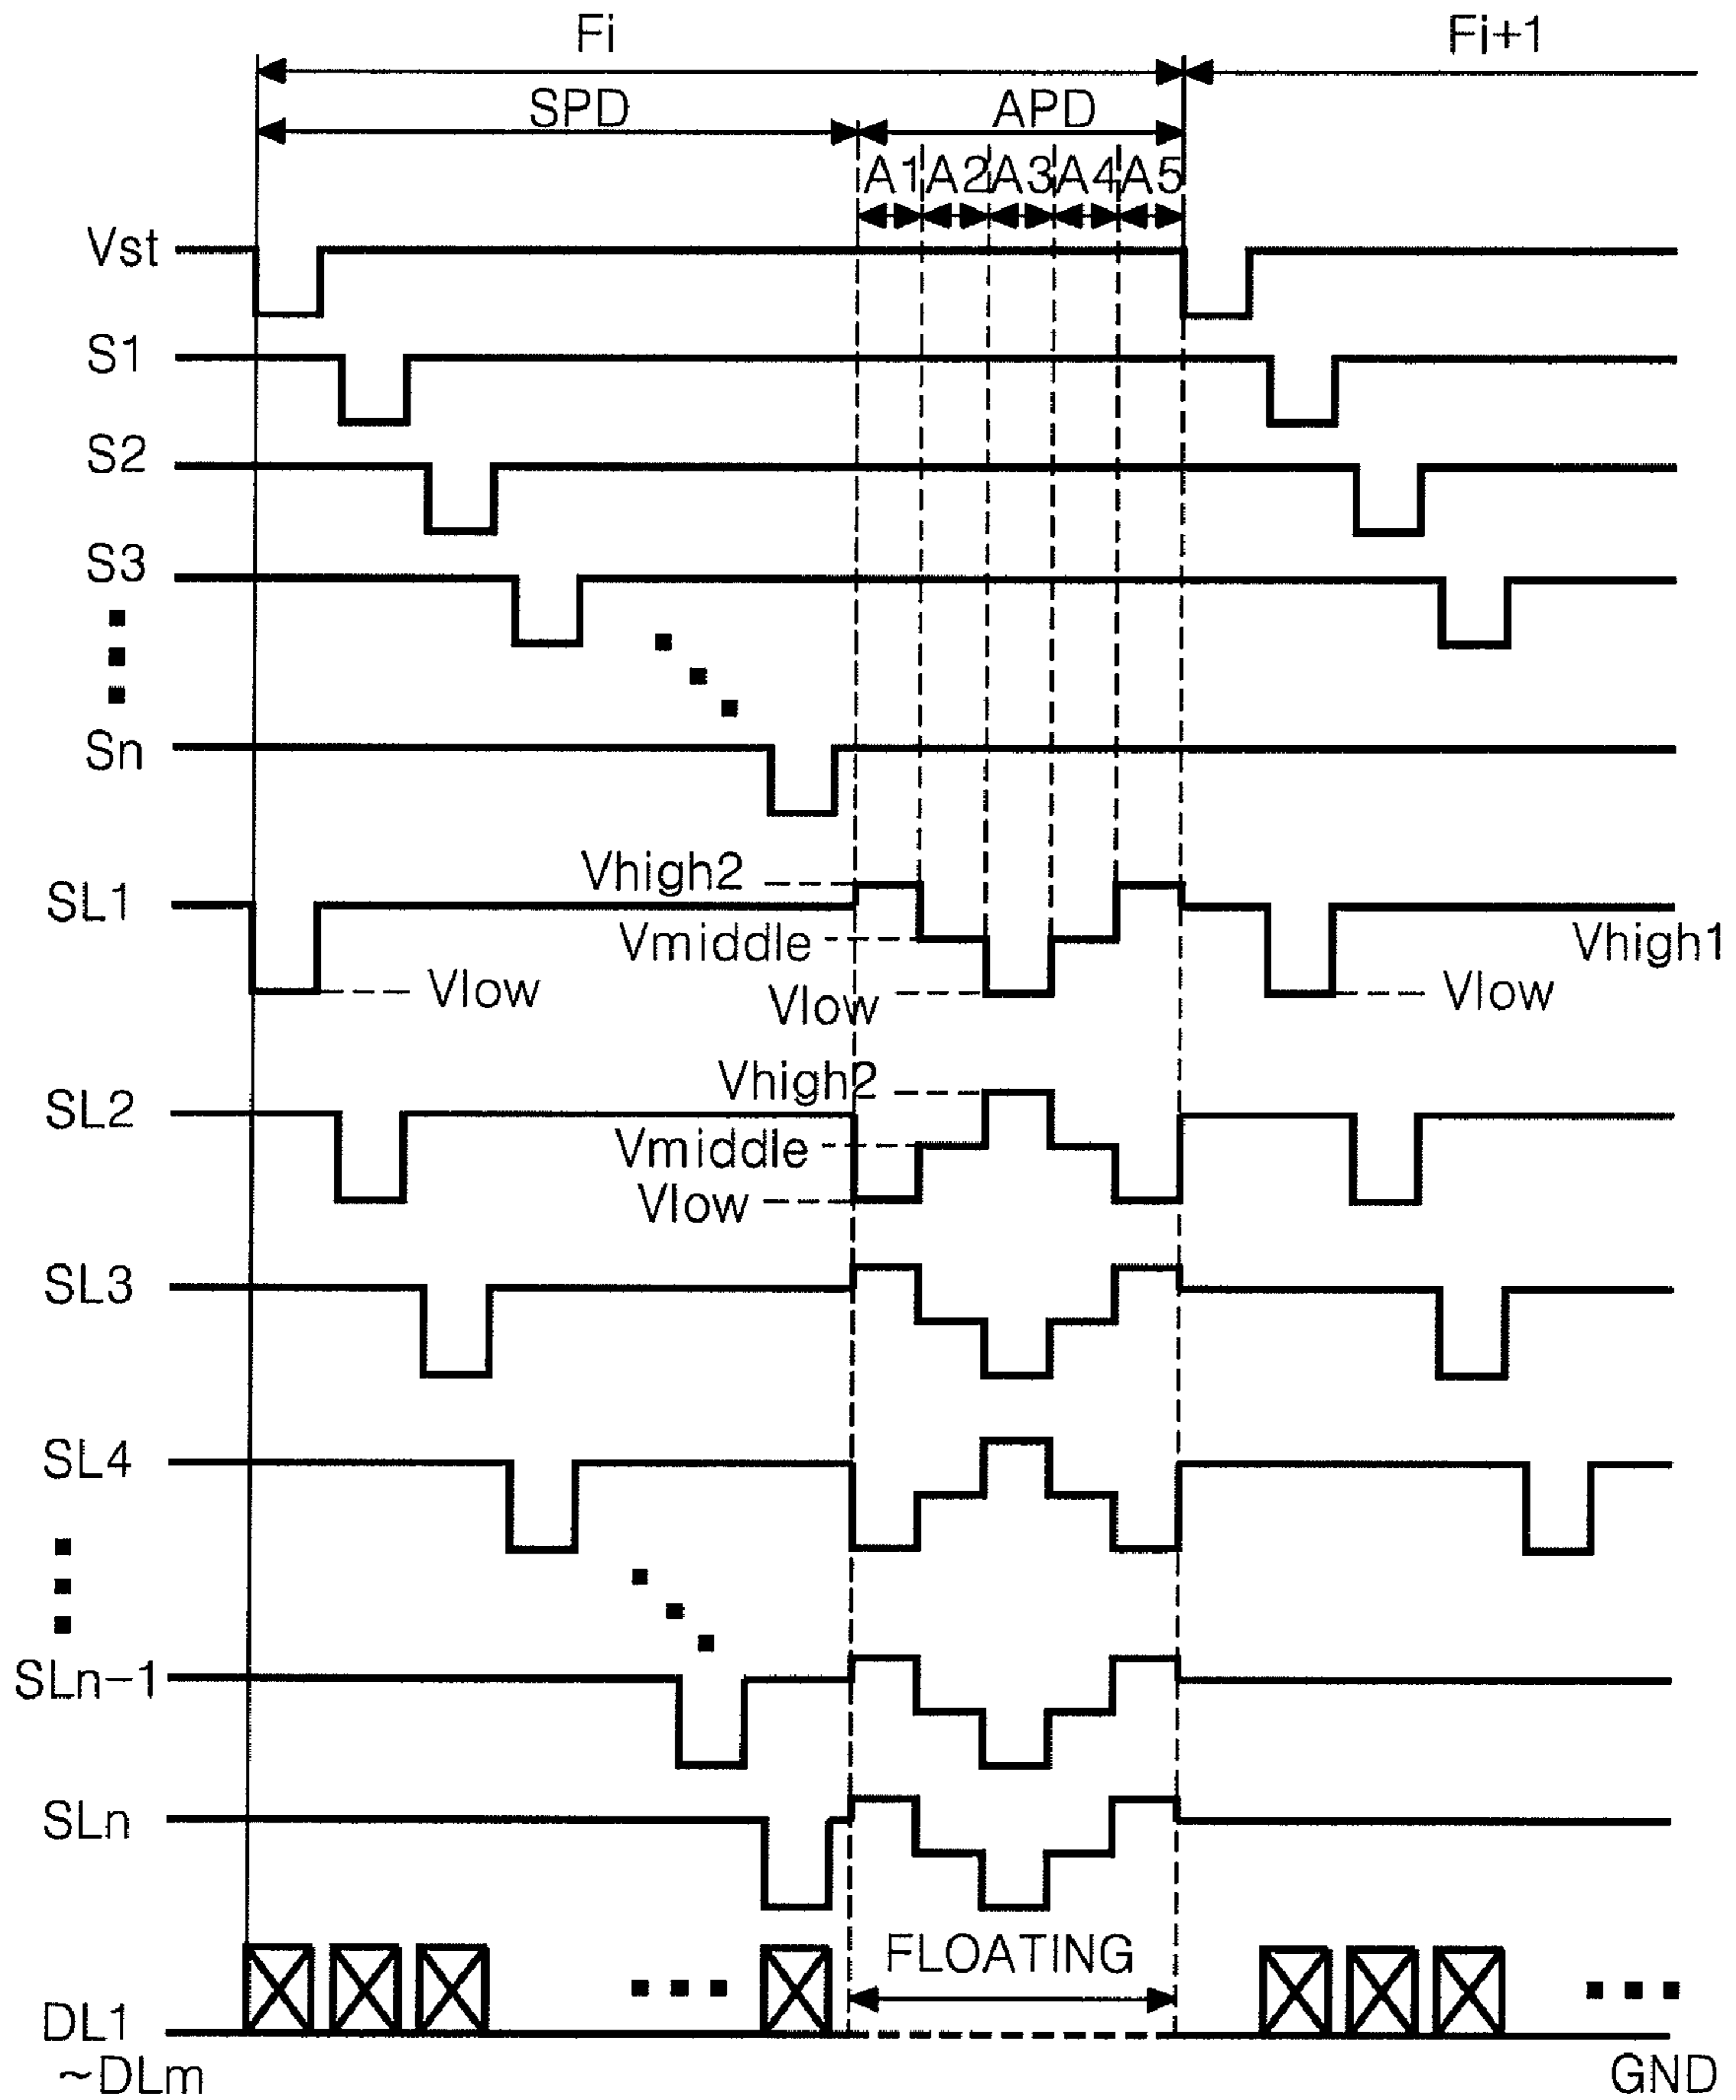 Fi
Fi+1
SPD
APD
A1 A2 A3 A4 A5
Vst
S1
S2
S3
Sn
Vhigh2
SL1
Vmiddle
Vhigh1
Vlow
Vlow
Vlow
Vhigh2
SL2
Vmiddle
Vlow
SL3
SL4
SLn-1
SLn
FLOATING
DL1
~DLm
GND